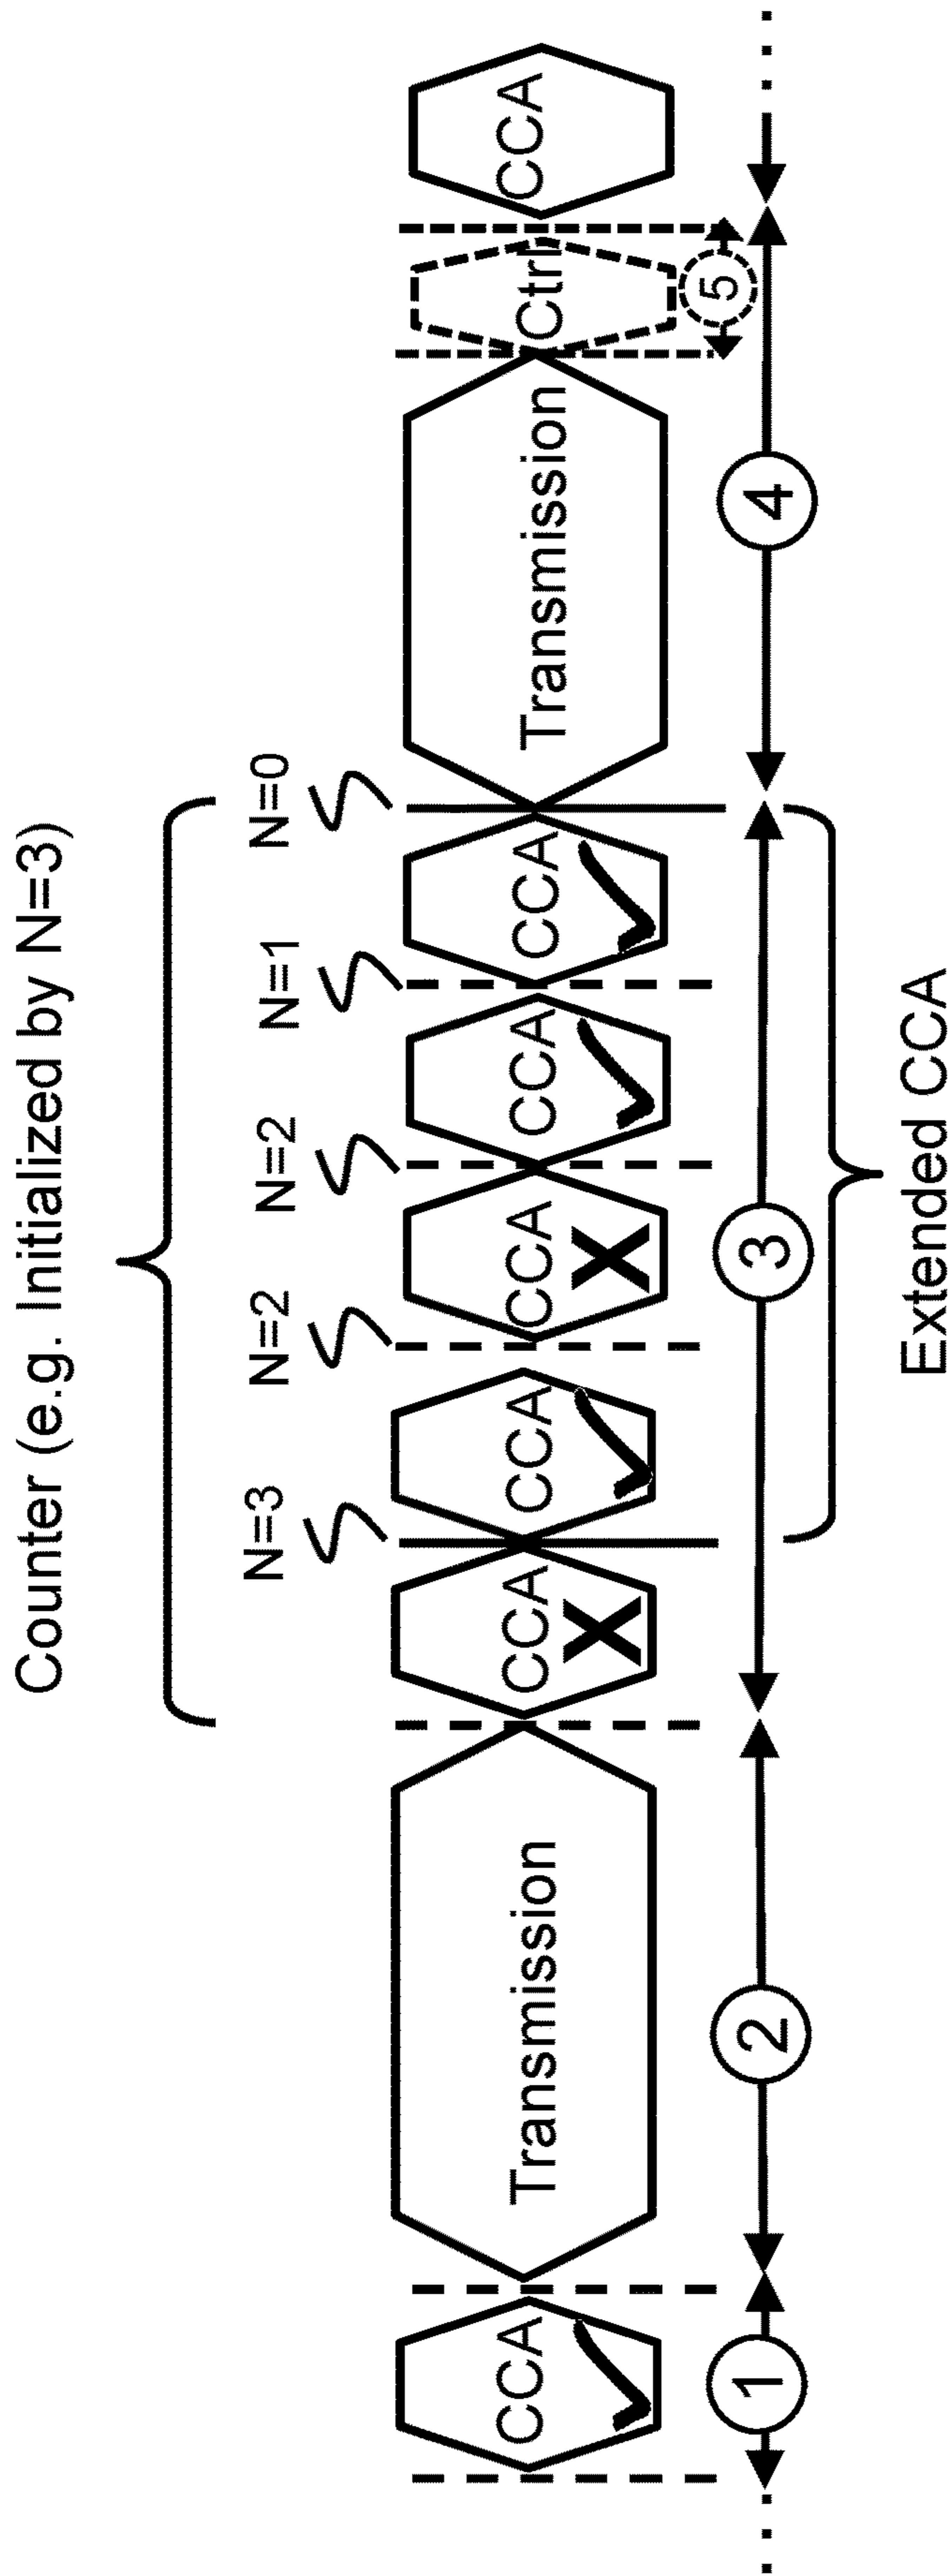 Counter (e.g. Initialized by N=3)
N=3
N=2
N=2
N=1
N=0
CCA
Transmission
CCA
CCA
CCA
CCA
CCA
Transmission
Ctrl
CCA
1
2
3
4
5
Extended CCA